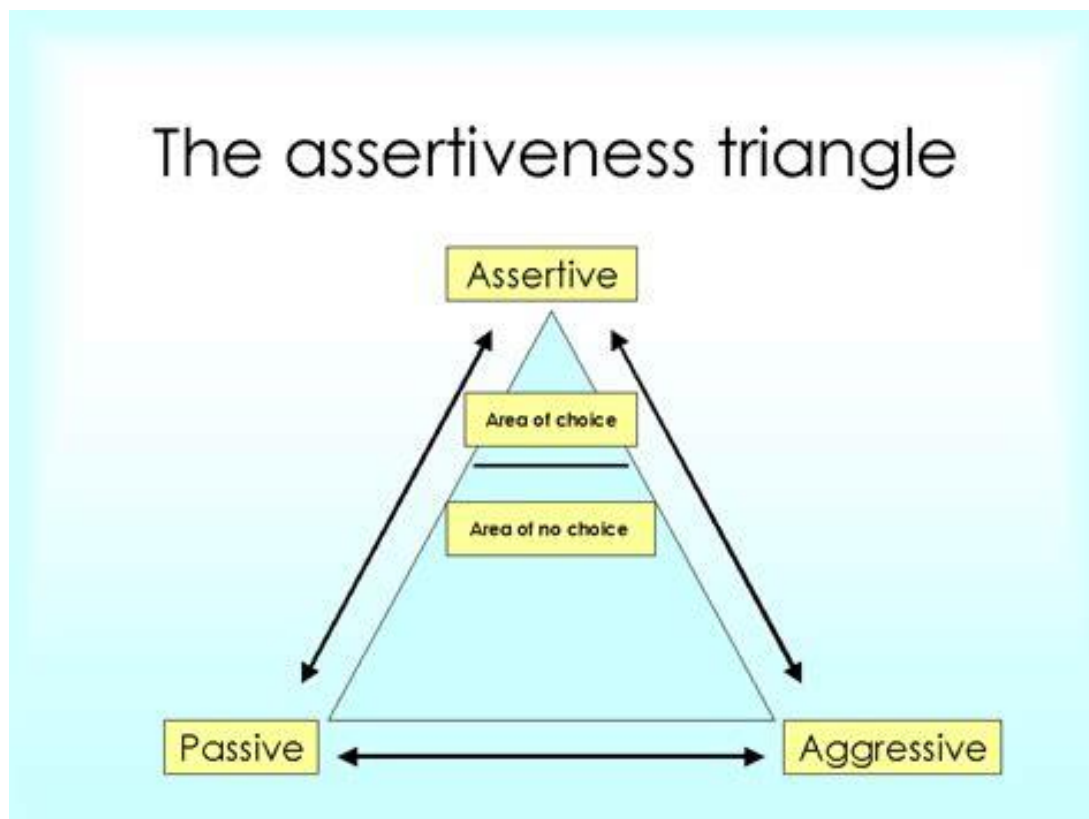 The assertiveness triangle
Assertive
Area of choice
Area of no choice
Passive
Aggressive